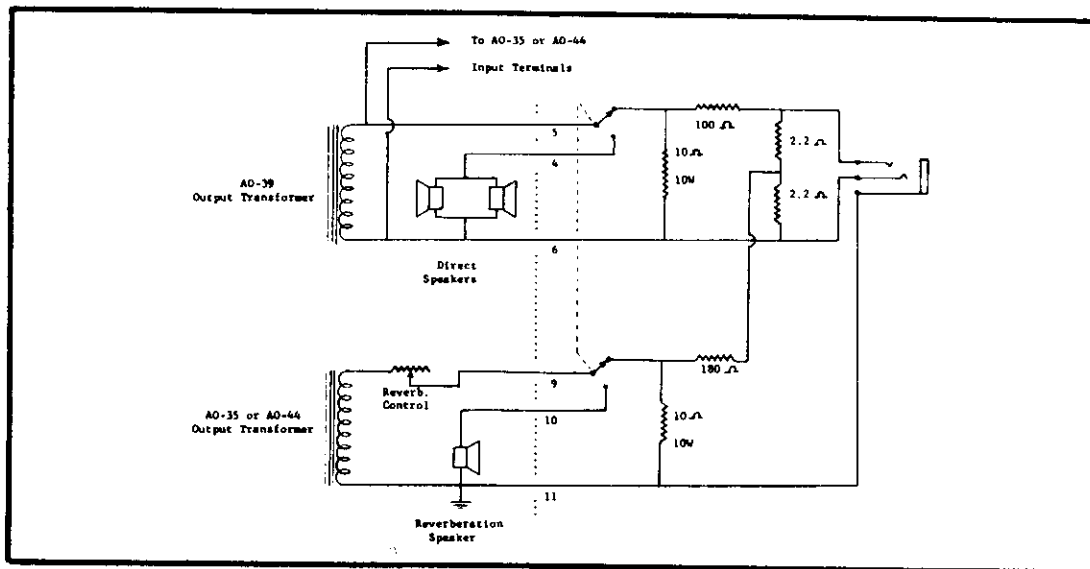 To AO-35 or AO-44
Input Terminals
5
100 Ω
2.2 Ω
4
10 Ω
10W
AO-39
Output Transformer
2.2 Ω
6
Direct
Speakers
180 Ω
9
Reverb.
Control
10
10 Ω
10W
AO-35 or AO-44
Output Transformer
11
Reverberation
Speaker